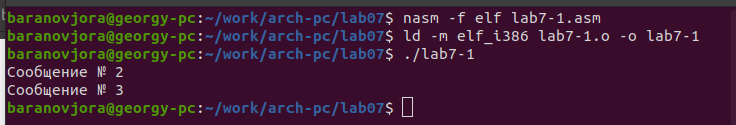 baranovjora@georgy-pc:~/work/arch-pc/lab07$ nasm -f elf lab7-1.asm
baranovjora@georgy-pc:~/work/arch-pc/lab07$ ld -m elf_i386 lab7-1.o -o lab7-1
baranovjora@georgy-pc:~/work/arch-pc/lab07$ ./lab7-1
Сообщение № 2
Сообщение № 3
baranovjora@georgy-pc:~/work/arch-pc/lab07$